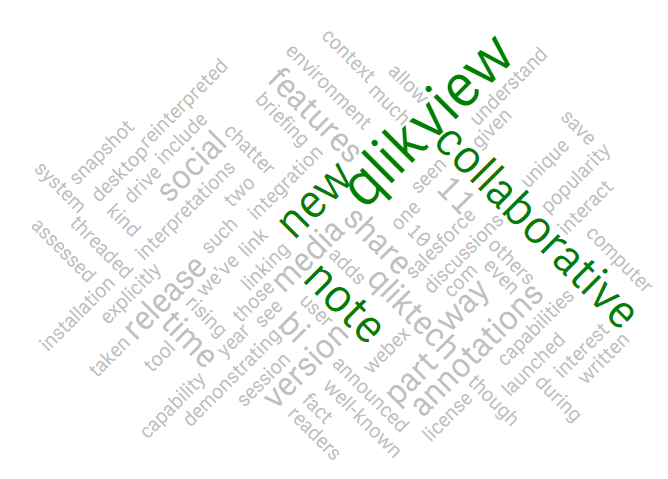 qlikview
collaborative
new
note
context
environment
much
allow
understand
features
briefing
given
save
reinterpreted
snapshot
desktop
include
drive
social
chatter
integration
seen
unique
popularity
interact
system
threaded
kind
interpretations
two
such
link
share
one
10
11
salesforce
discussions
others
even
computer
assessed
installation
explicitly
release
we've
rising
linking
those
media
adds
qliktech
com
way
annotations
capabilities
interest
written
taken
tool
time
year
see
bi
user
version
webex
part
launched
during
capability
demonstrating
session
fact
readers
well-known
announced
license
though